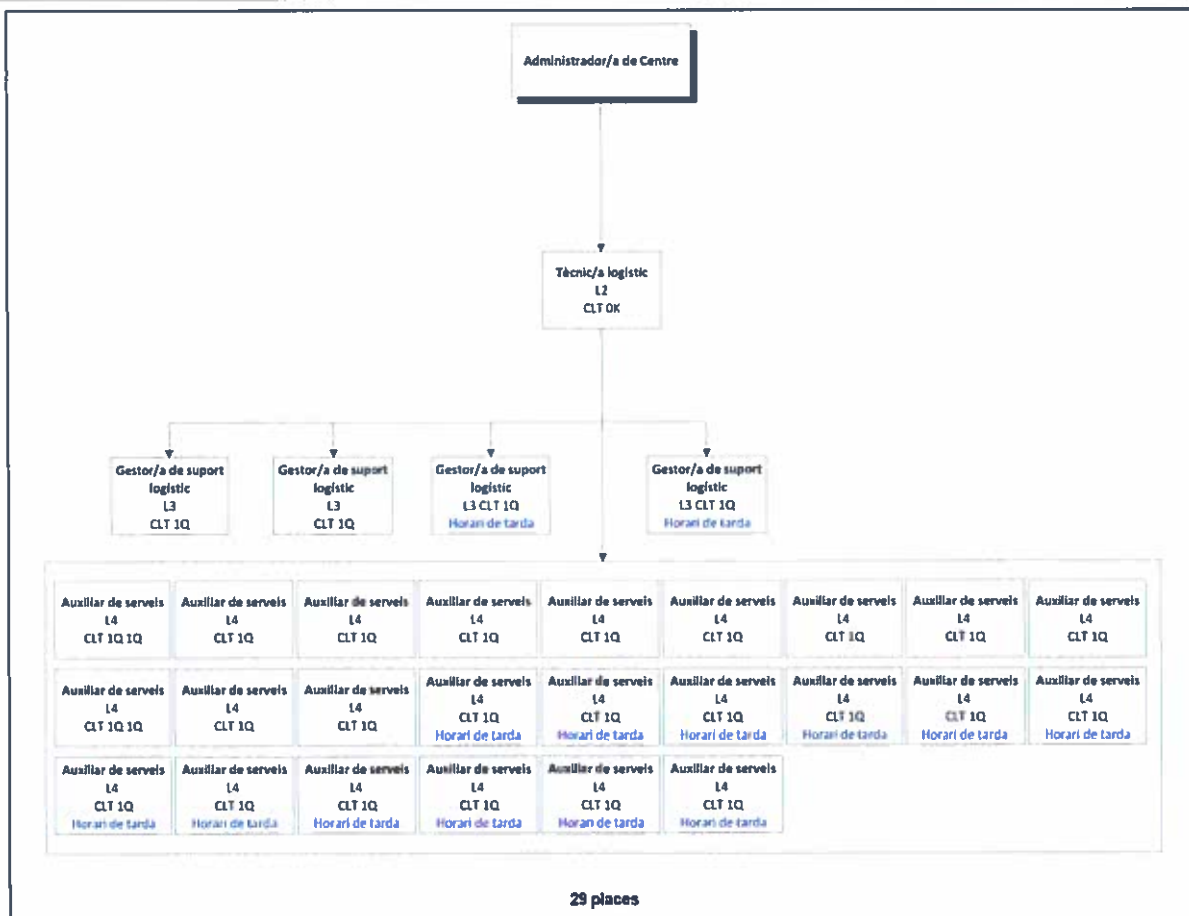 Administrador/a de Centre
Tècnic/a logístic
L2
CLT OK
Gestor/a de suport
logístic
L3
CLT 1Q
Gestor/a de suport
logístic
L3
CLT 1Q
Gestor/a de suport
logístic
L3 CLT 1Q
Horari de tarda
Gestor/a de suport
logístic
L3 CLT 1Q
Horari de tarda
Auxiliar de serveis
L4
CLT 1Q 1Q
Auxiliar de serveis
L4
CLT 1Q
Auxiliar de serveis
L4
CLT 1Q
Auxiliar de serveis
L4
CLT 1Q
Auxiliar de serveis
L4
CLT 1Q
Auxiliar de serveis
L4
CLT 1Q
Auxiliar de serveis
L4
CLT 1Q
Auxiliar de serveis
L4
CLT 1Q
Auxiliar de serveis
L4
CLT 1Q
Auxiliar de serveis
L4
CLT 1Q 1Q
Auxiliar de serveis
L4
CLT 1Q
Auxiliar de serveis
L4
CLT 1Q
Auxiliar de serveis
L4
CLT 1Q
Horari de tarda
Auxiliar de serveis
L4
CLT 1Q
Horari de tarda
Auxiliar de serveis
L4
CLT 1Q
Horari de tarda
Auxiliar de serveis
L4
CLT 1Q
Horari de tarda
Auxiliar de serveis
L4
CLT 1Q
Horari de tarda
Auxiliar de serveis
L4
CLT 1Q
Horari de tarda
Auxiliar de serveis
L4
CLT 1Q
Horari de tarda
Auxiliar de serveis
L4
CLT 1Q
Horari de tarda
Auxiliar de serveis
L4
CLT 1Q
Horari de tarda
Auxiliar de serveis
L4
CLT 1Q
Horari de tarda
Auxiliar de serveis
L4
CLT 1Q
Horari de tarda
Auxiliar de serveis
L4
CLT 1Q
Horari de tarda
29 places